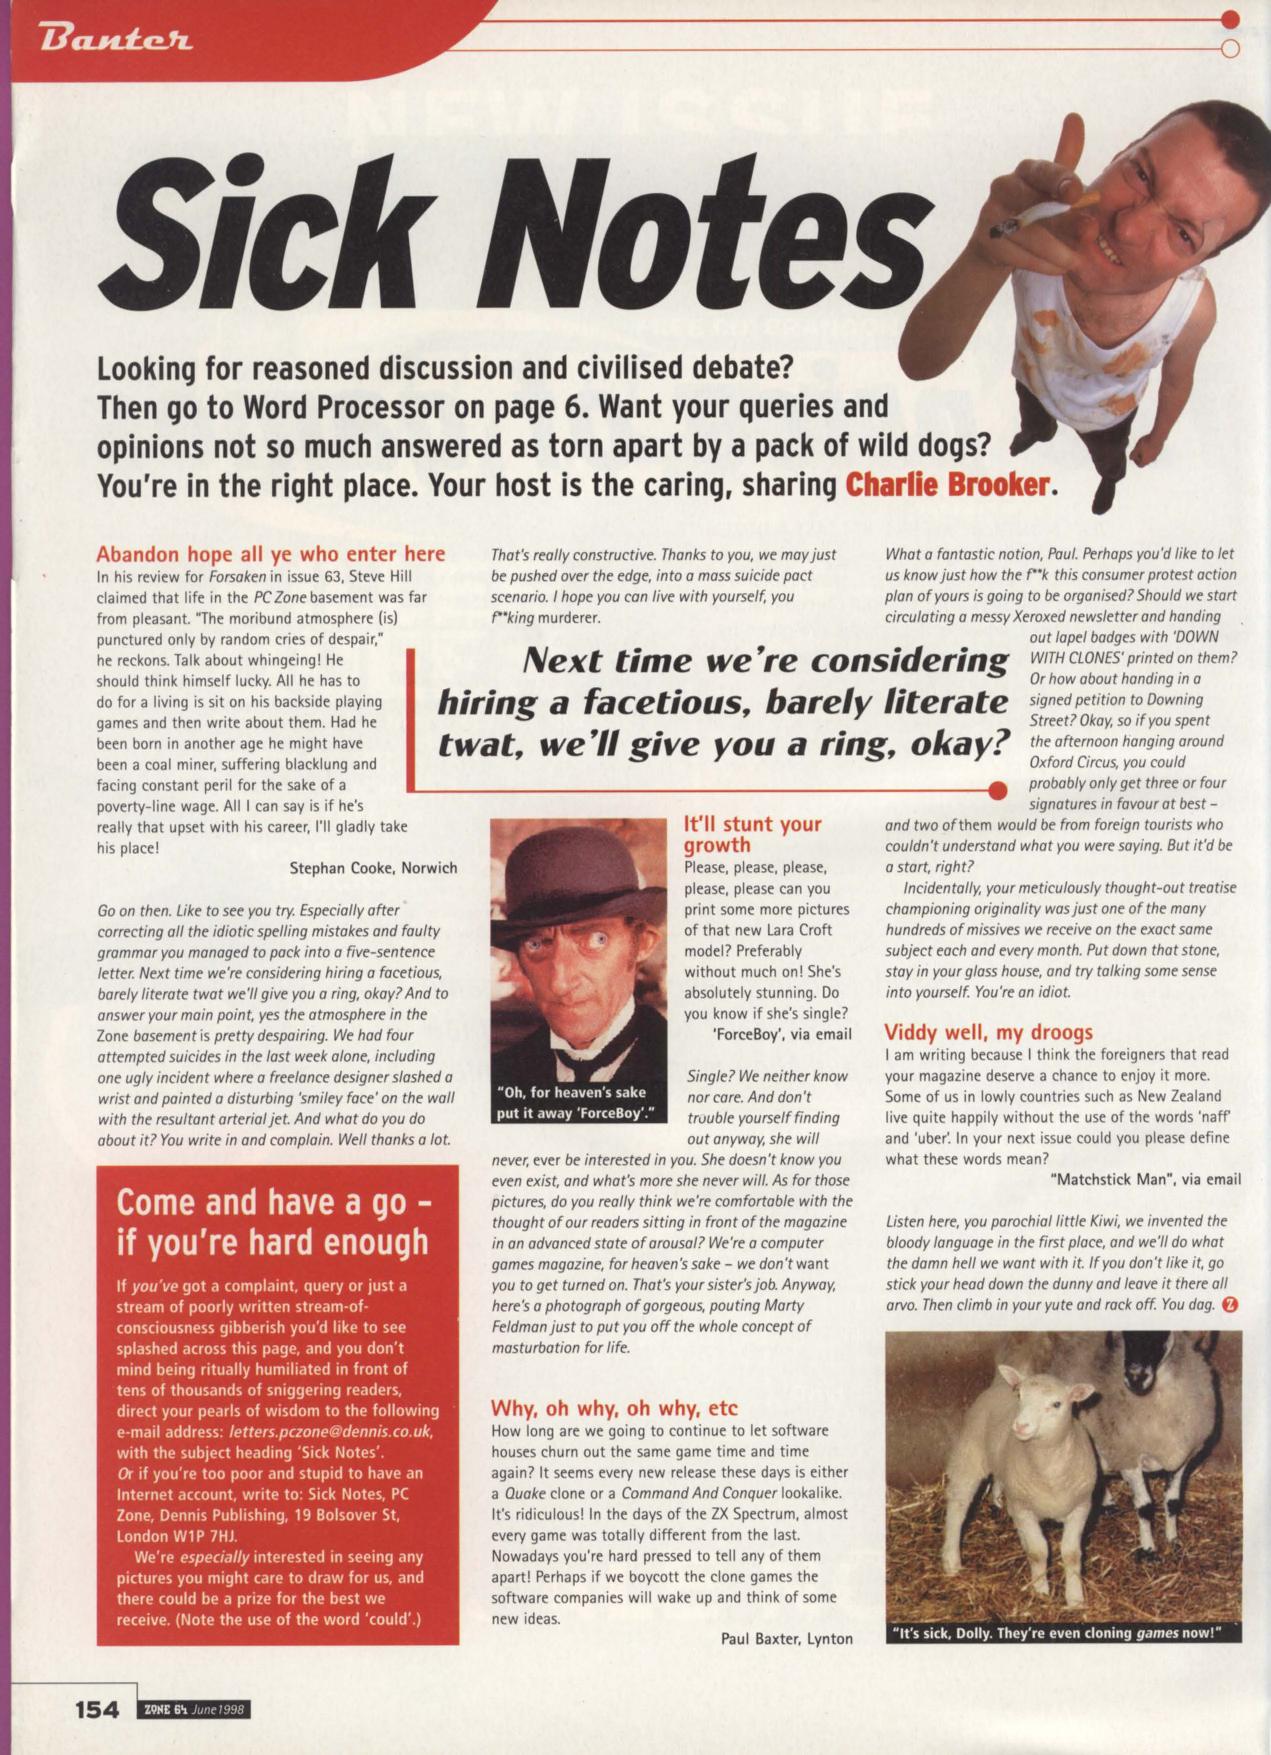 Banter
Sick Notes
Looking for reasoned discussion and civilised debate?
Then go to Word Processor on page 6. Want your queries and
opinions not so much answered as torn apart by a pack of wild dogs?
You're in the right place. Your host is the caring, sharing Charlie Brooker.
Abandon hope all ye who enter here
In his review for Forsaken in issue 63, Steve Hill
claimed that life in the PC Zone basement was far
from pleasant. "The moribund atmosphere (is)
punctured only by random cries of despair,"
he reckons. Talk about whingeing! He
should think himself lucky. All he has to
do for a living is sit on his backside playing
games and then write about them. Had he
been born in another age he might have
been a coal miner, suffering blacklung and
facing constant peril for the sake of a
poverty-line wage. All I can say is if he's
really that upset with his career, I'll gladly take
his place!
Stephan Cooke, Norwich
Go on then. Like to see you try. Especially after
correcting all the idiotic spelling mistakes and faulty
grammar you managed to pack into a five-sentence
letter. Next time we're considering hiring a facetious,
barely literate twat we'll give you a ring, okay? And to
answer your main point, yes the atmosphere in the
Zone basement is pretty despairing. We had four
attempted suicides in the last week alone, including
one ugly incident where a freelance designer slashed a
wrist and painted a disturbing 'smiley face' on the wall
with the resultant arterial jet. And what do you do
about it? You write in and complain. Well thanks a lot.
Come and have a go –
if you're hard enough
If you've got a complaint, query or just a
stream of poorly written stream-of-
consciousness gibberish you'd like to see
splashed across this page, and you don't
mind being ritually humiliated in front of
tens of thousands of sniggering readers,
direct your pearls of wisdom to the following
e-mail address: letters.pczone@dennis.co.uk,
with the subject heading 'Sick Notes'.
Or if you're too poor and stupid to have an
Internet account, write to: Sick Notes, PC
Zone, Dennis Publishing, 19 Bolsover St,
London W1P 7HJ.
We're especially interested in seeing any
pictures you might care to draw for us, and
there could be a prize for the best we
receive. (Note the use of the word 'could'.)
That's really constructive. Thanks to you, we may just
be pushed over the edge, into a mass suicide pact
scenario. I hope you can live with yourself, you
f**king murderer.
Next time we're considering
hiring a facetious, barely literate
twat, we'll give you a ring, okay?
"Oh, for heaven's sake
put it away 'ForceBoy'."
It'll stunt your
growth
Please, please, please,
please, please can you
print some more pictures
of that new Lara Croft
model? Preferably
without much on! She's
absolutely stunning. Do
you know if she's single?
'ForceBoy', via email
Single? We neither know
nor care. And don't
trouble yourself finding
out anyway, she will
never, ever be interested in you. She doesn't know you
even exist, and what's more she never will. As for those
pictures, do you really think we're comfortable with the
thought of our readers sitting in front of the magazine
in an advanced state of arousal? We're a computer
games magazine, for heaven's sake – we don't want
you to get turned on. That's your sister's job. Anyway,
here's a photograph of gorgeous, pouting Marty
Feldman just to put you off the whole concept of
masturbation for life.
Why, oh why, oh why, etc
How long are we going to continue to let software
houses churn out the same game time and time
again? It seems every new release these days is either
a Quake clone or a Command And Conquer lookalike.
It's ridiculous! In the days of the ZX Spectrum, almost
every game was totally different from the last.
Nowadays you're hard pressed to tell any of them
apart! Perhaps if we boycott the clone games the
software companies will wake up and think of some
new ideas.
Paul Baxter, Lynton
What a fantastic notion, Paul. Perhaps you'd like to let
us know just how the f**k this consumer protest action
plan of yours is going to be organised? Should we start
circulating a messy Xeroxed newsletter and handing
out lapel badges with 'DOWN
WITH CLONES' printed on them?
Or how about handing in a
signed petition to Downing
Street? Okay, so if you spent
the afternoon hanging around
Oxford Circus, you could
probably only get three or four
signatures in favour at best –
and two of them would be from foreign tourists who
couldn't understand what you were saying. But it'd be
a start, right?
Incidentally, your meticulously thought-out treatise
championing originality was just one of the many
hundreds of missives we receive on the exact same
subject each and every month. Put down that stone,
stay in your glass house, and try talking some sense
into yourself. You're an idiot.
Viddy well, my droogs
I am writing because I think the foreigners that read
your magazine deserve a chance to enjoy it more.
Some of us in lowly countries such as New Zealand
live quite happily without the use of the words 'naff'
and 'uber'. In your next issue could you please define
what these words mean?
"Matchstick Man", via email
Listen here, you parochial little Kiwi, we invented the
bloody language in the first place, and we'll do what
the damn hell we want with it. If you don't like it, go
stick your head down the dunny and leave it there all
arvo. Then climb in your yute and rack off. You dag. Z
"It's sick, Dolly. They're even cloning games now!"
154 ZONE 64 June 1998